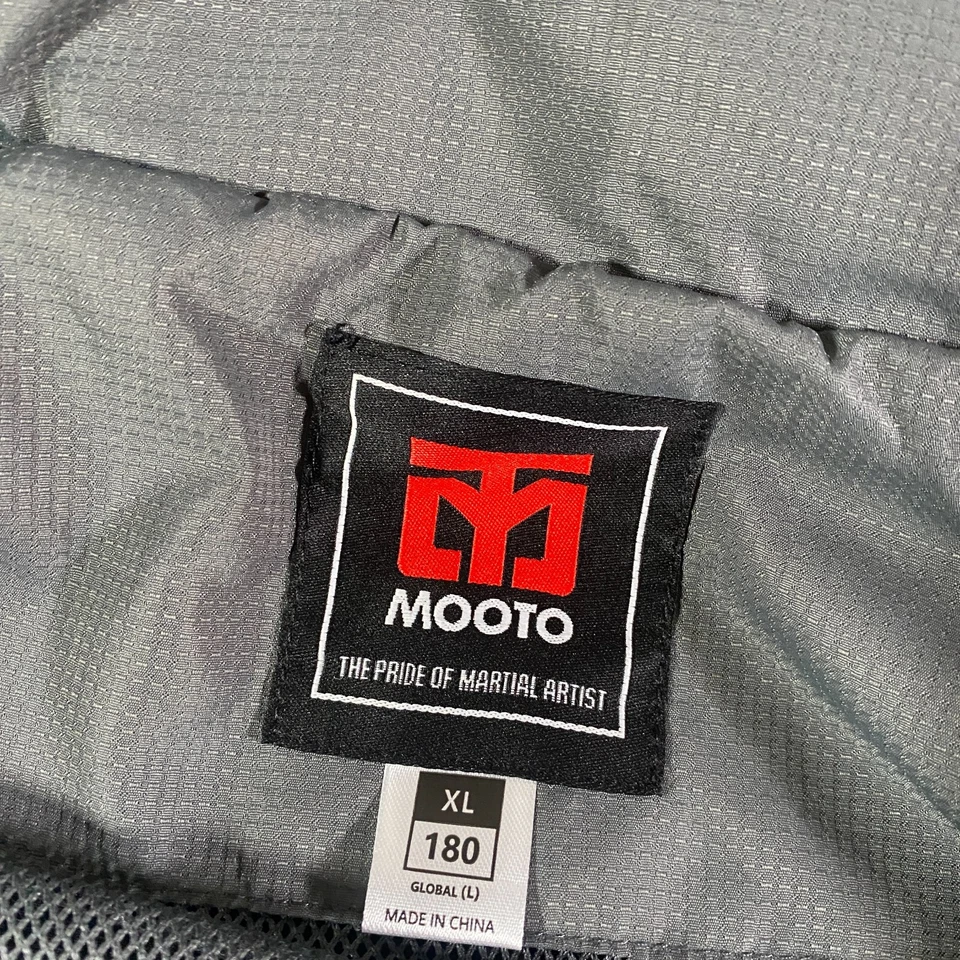 MOOTO
THE PRIDE OF MARTIAL ARTIST
XL
180
GLOBAL (L)
MADE IN CHINA